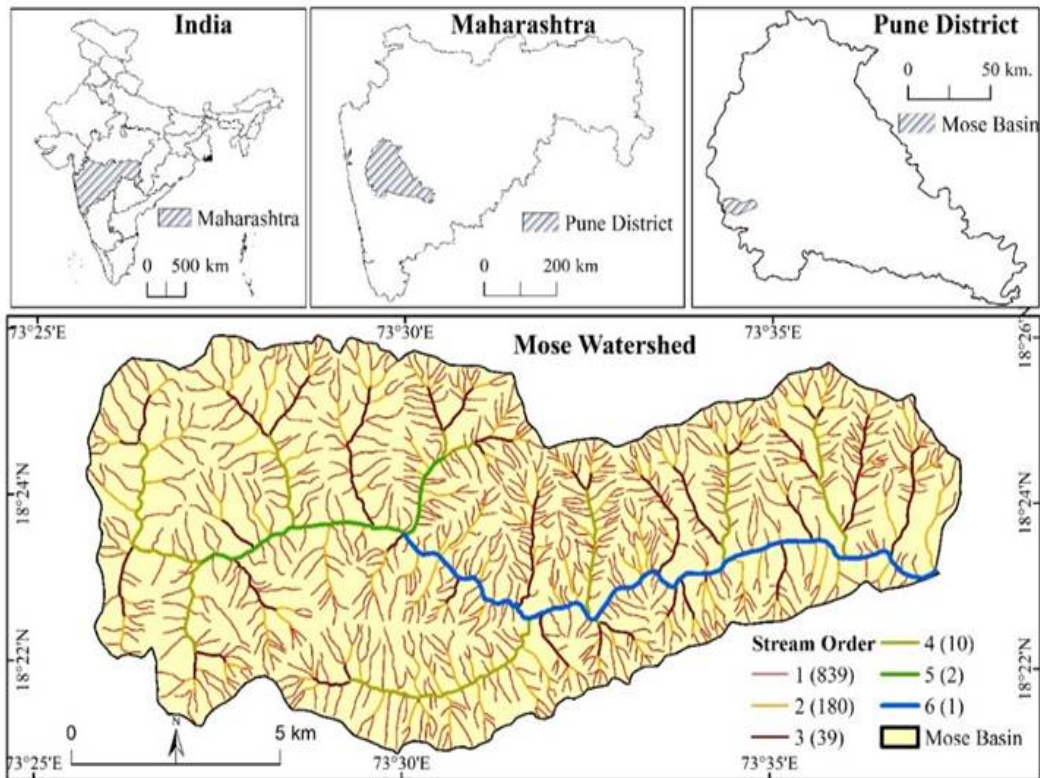 India
Maharashtra
0 500 km
Maharashtra
Pune District
0 200 km
Pune District
0 50 km.
Mose Basin
73°25'E 73°30'E 73°35'E
18°26'N
Mose Watershed
18°24'N 18°24'N
18°22'N 18°22'N
Stream Order
1 (839)
2 (180)
3 (39)
4 (10)
5 (2)
6 (1)
Mose Basin
0 N 5 km
73°25'E 73°30'E 73°35'E